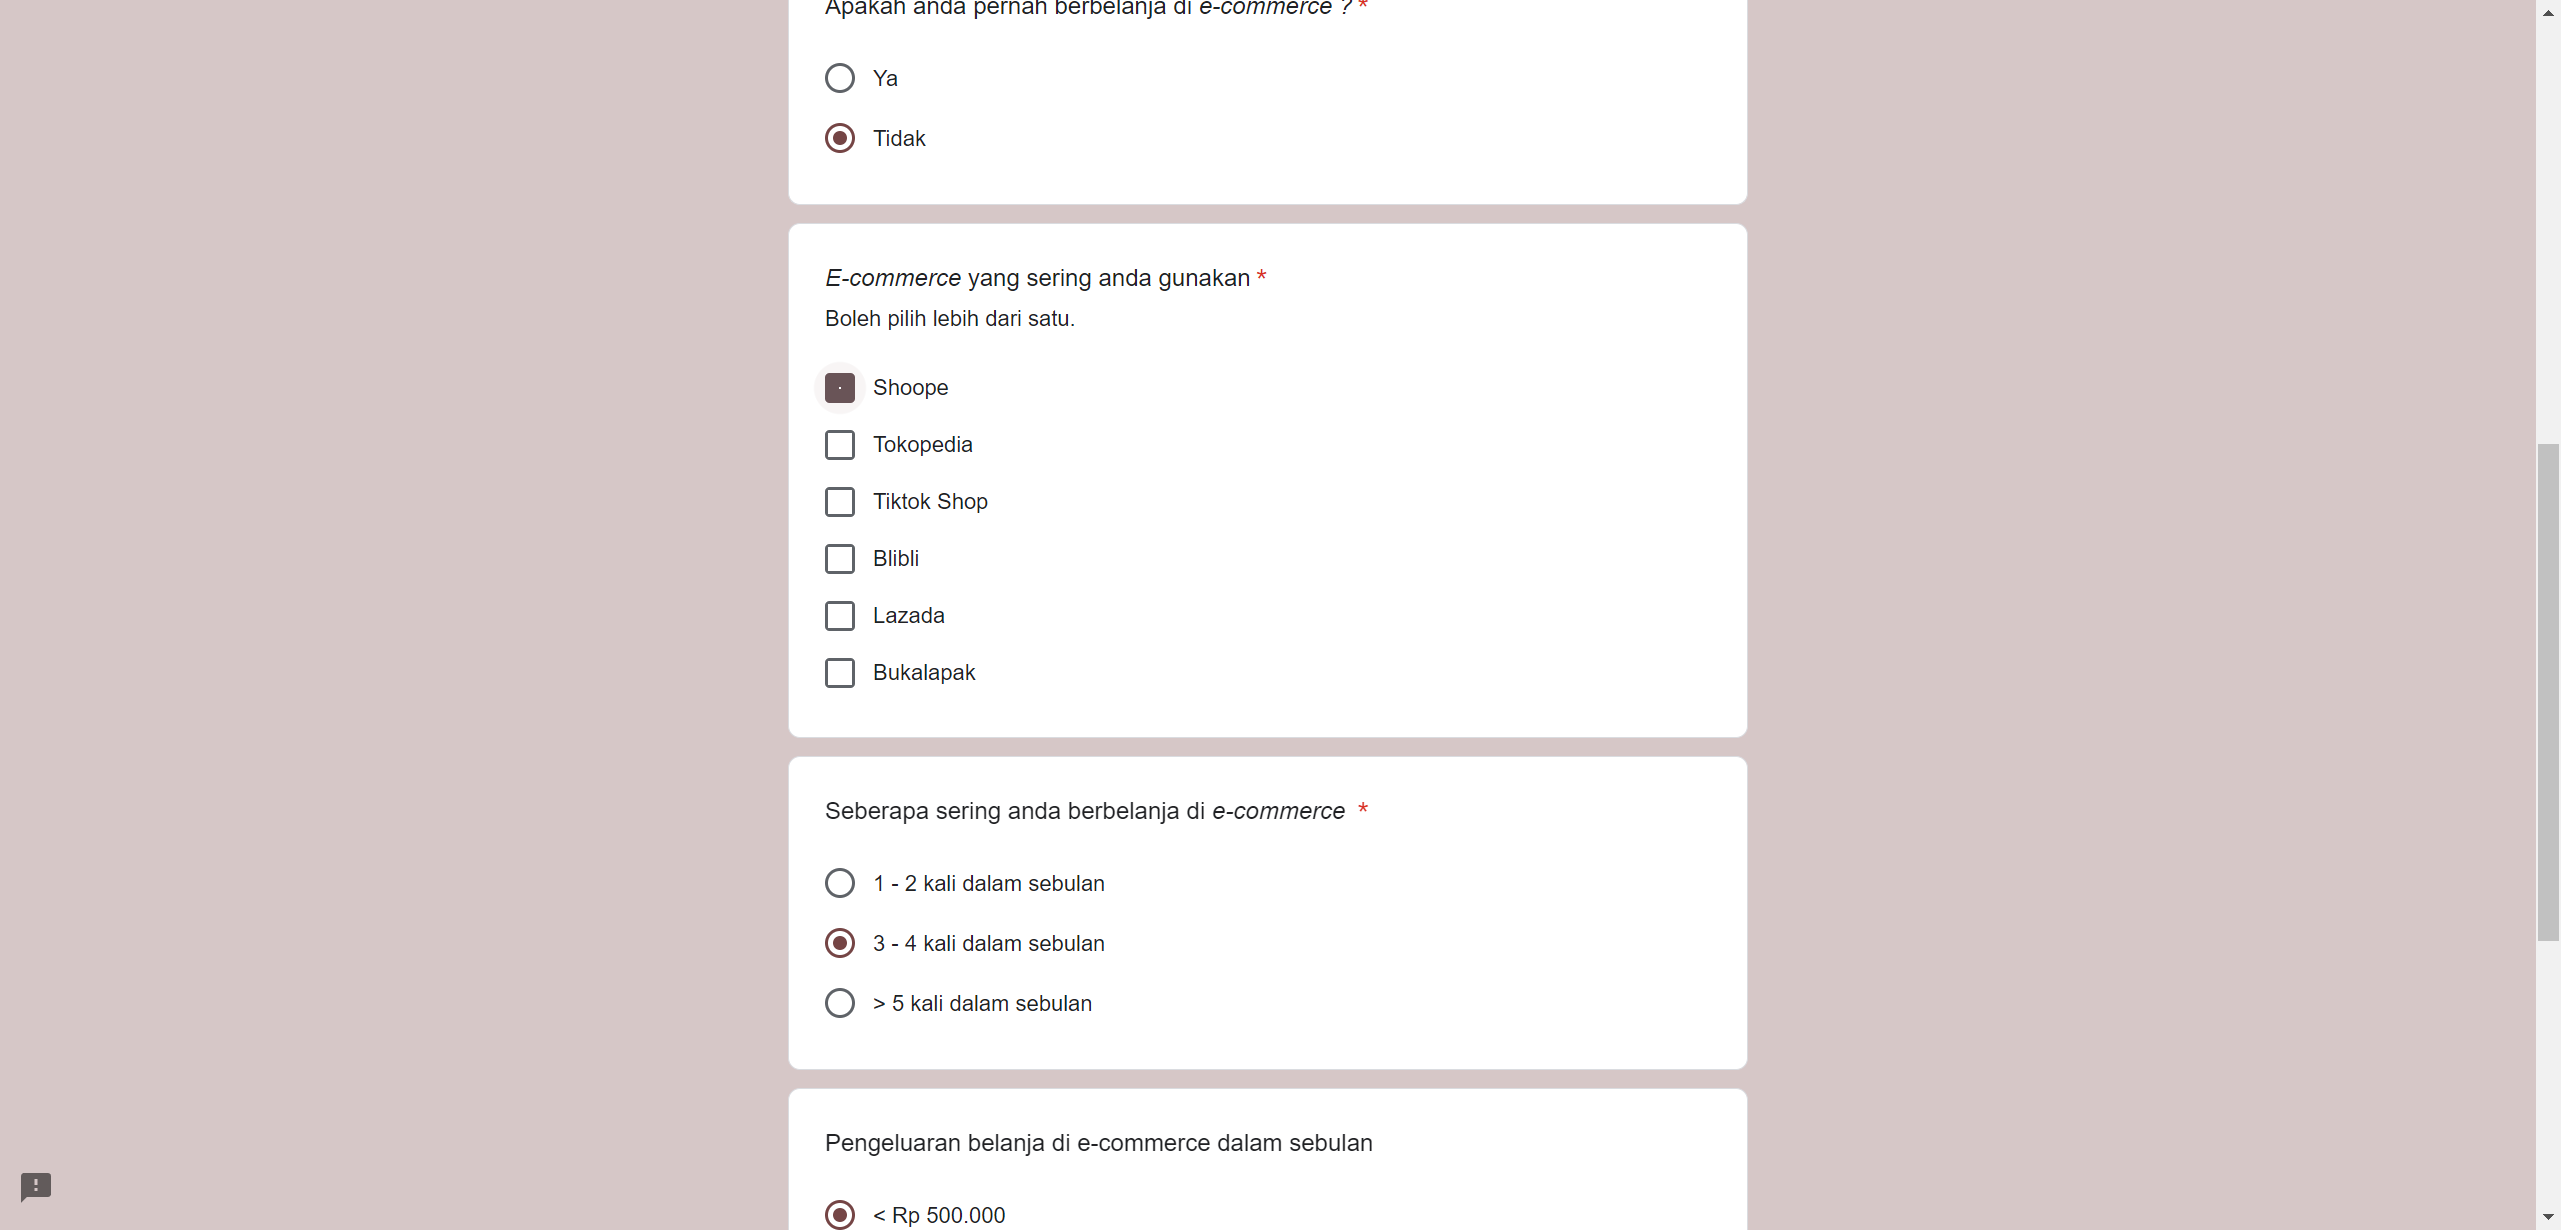 Apakah anda pernah berbelanja di e-commerce ? *
Ya
Tidak
E-commerce yang sering anda gunakan *
Boleh pilih lebih dari satu.
Shoope
Tokopedia
Tiktok Shop
Blibli
Lazada
Bukalapak
Seberapa sering anda berbelanja di e-commerce *
1 - 2 kali dalam sebulan
3 - 4 kali dalam sebulan
> 5 kali dalam sebulan
Pengeluaran belanja di e-commerce dalam sebulan
< Rp 500.000